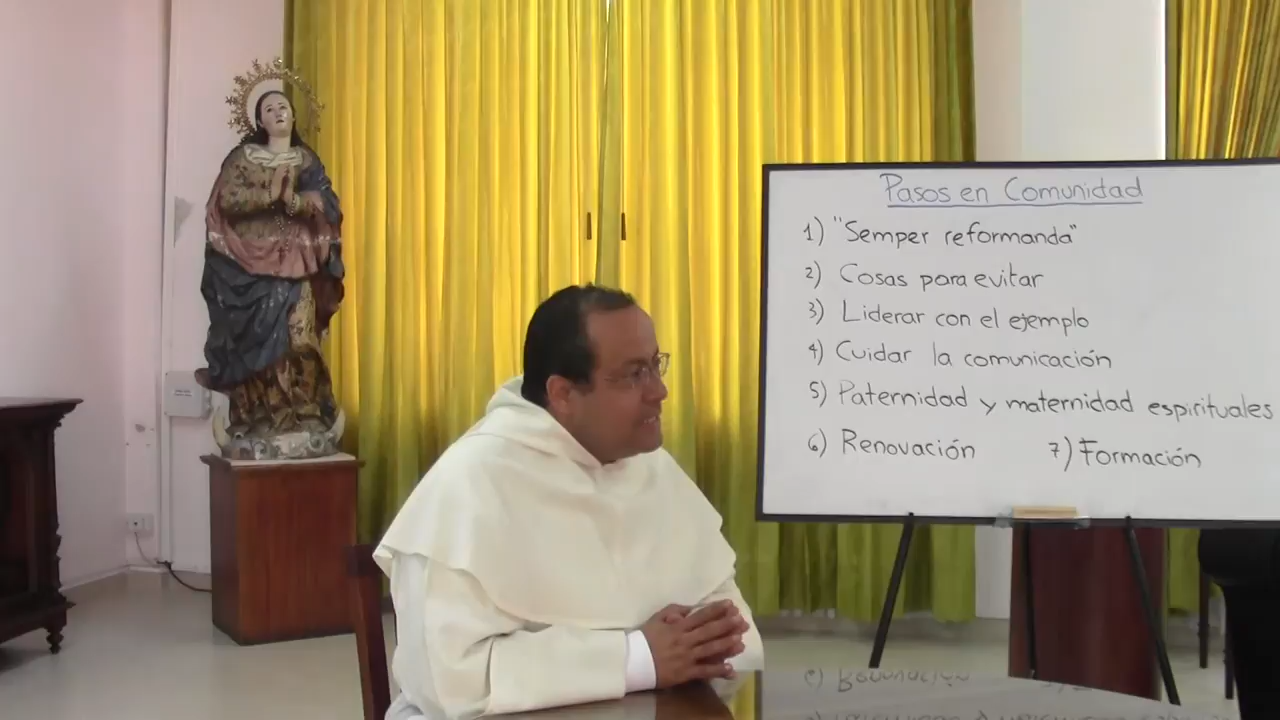 Pasos en Comunidad
1) "Semper reformanda"
2) Cosas para evitar
3) Liderar con el ejemplo
4) Cuidar la comunicación
5) Paternidad y maternidad espirituales
6) Renovación 7) Formación